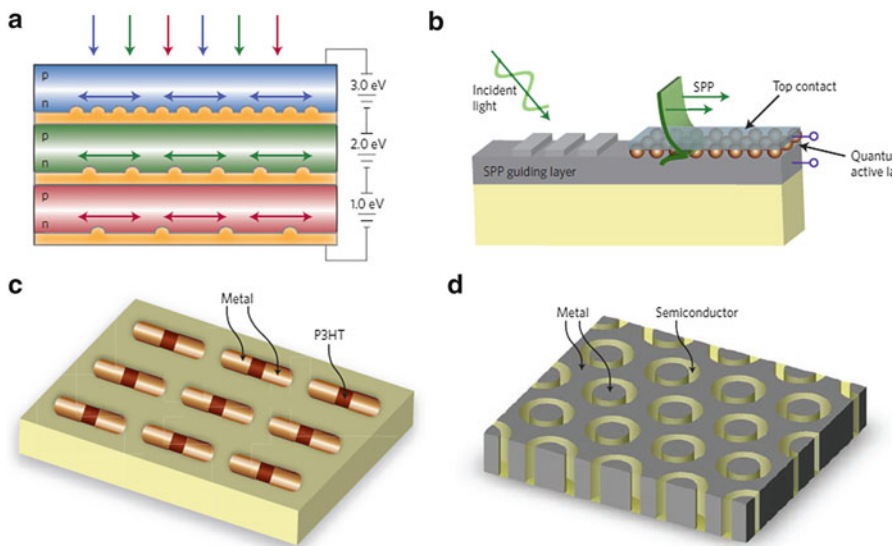 a
p
n
3.0 eV
p
n
2.0 eV
p
n
1.0 eV
b
Incident
light
SPP
Top contact
SPP guiding layer
active
c
Metal
P3HT
d
Metal
Semiconductor